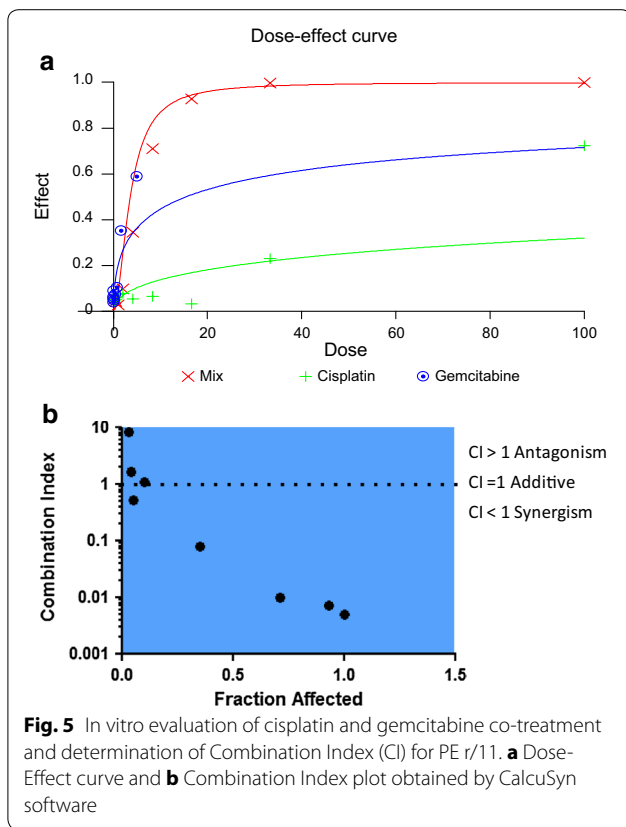 Dose-effect curve
a
Effect
1.0
0.8
0.6
0.4
0.2
0
0
20
40
60
80
100
Dose
Mix
Cisplatin
Gemcitabine
b
Combination Index
10
1
0.1
0.01
0.001
0.0
0.5
1.0
1.5
Fraction Affected
CI > 1 Antagonism
CI =1 Additive
CI < 1 Synergism
Fig. 5 In vitro evaluation of cisplatin and gemcitabine co-treatment
and determination of Combination Index (CI) for PE r/11. a Dose-
Effect curve and b Combination Index plot obtained by CalcuSyn
software